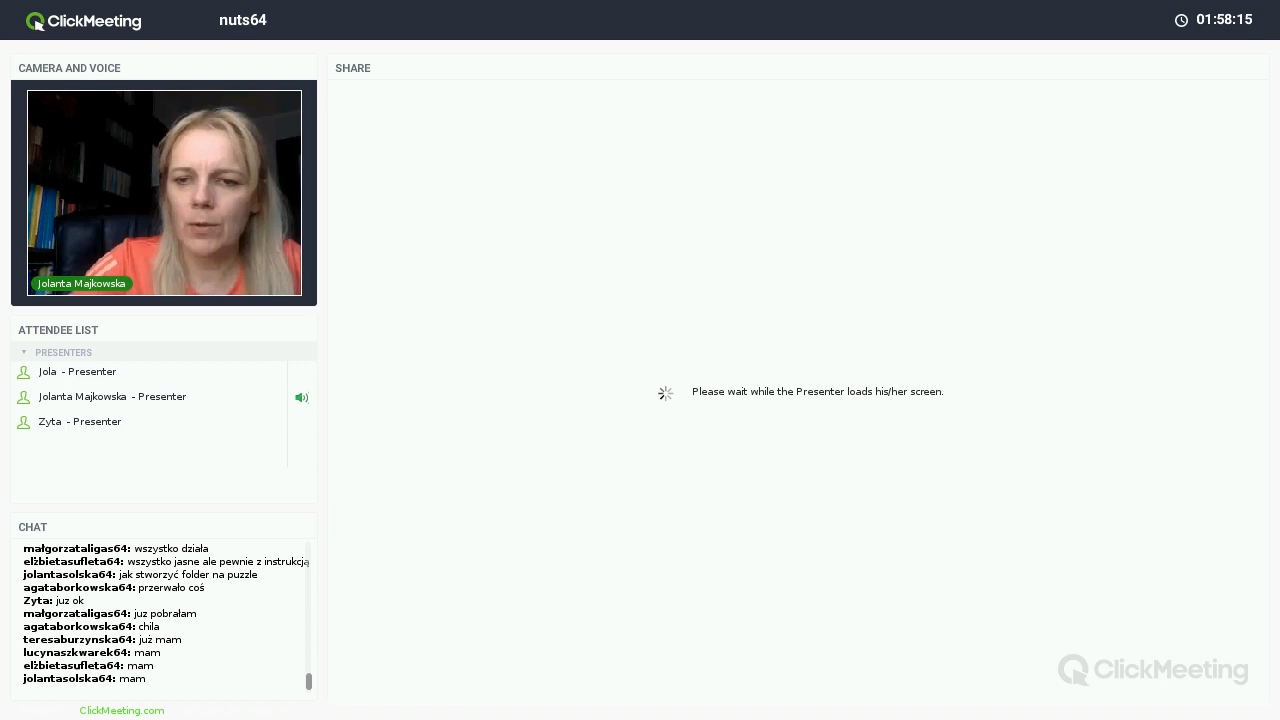 ClickMeeting
nuts64
01:58:15
CAMERA AND VOICE
Jolanta Majkowska
ATTENDEE LIST
PRESENTERS
Jola - Presenter
Jolanta Majkowska - Presenter
Zyta - Presenter
CHAT
małgorzataligas64: wszystko działa
elżbietasufleta64: wszystko jasne ale pewnie z instrukcją
jolantasolska64: jak stworzyć folder na puzzle
agataborkowska64: przerwało coś
Zyta: juz ok
małgorzataligas64: juz pobrałam
agataborkowska64: chila
teresaburzynska64: już mam
lucynaszkwarek64: mam
elżbietasufleta64: mam
jolantasolska64: mam
ClickMeeting.com
SHARE
Please wait while the Presenter loads his/her screen.
ClickMeeting